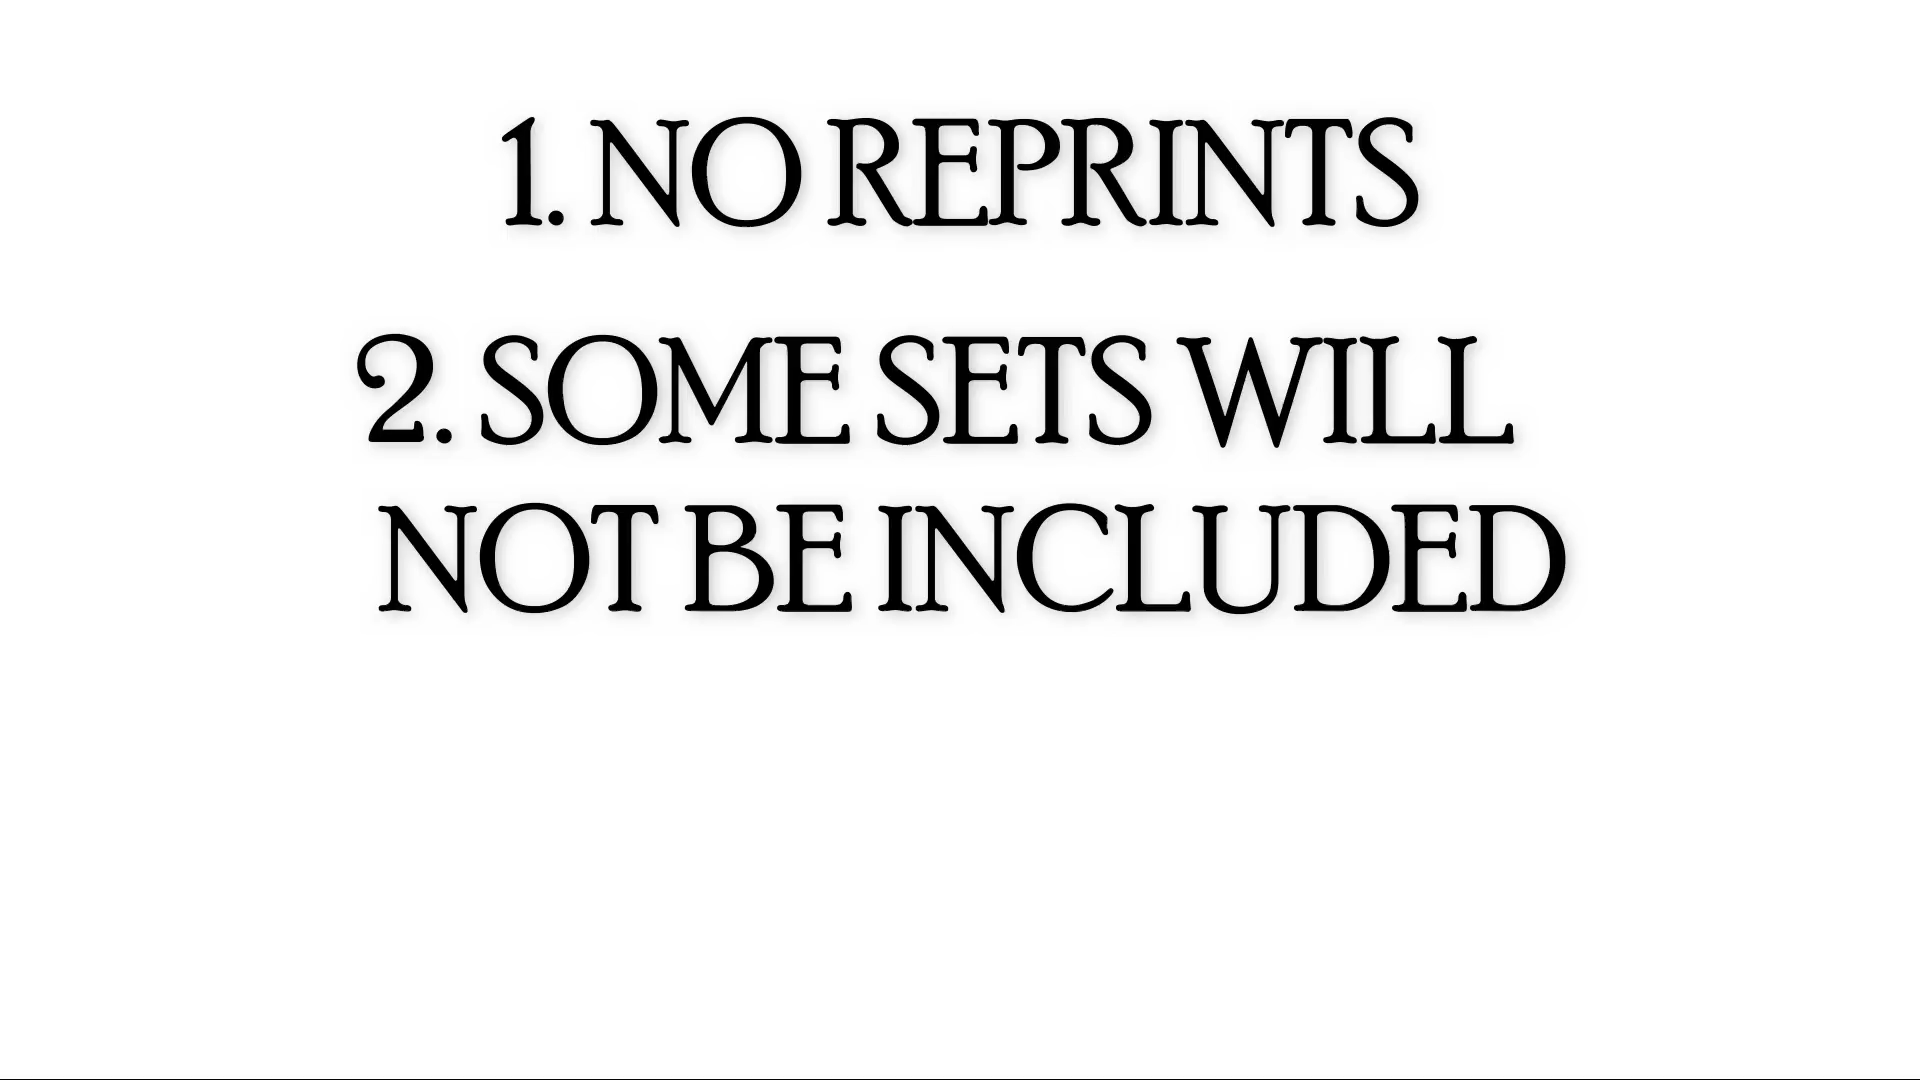 1. NO REPRINTS
2. SOME SETS WILL
NOT BE INCLUDED